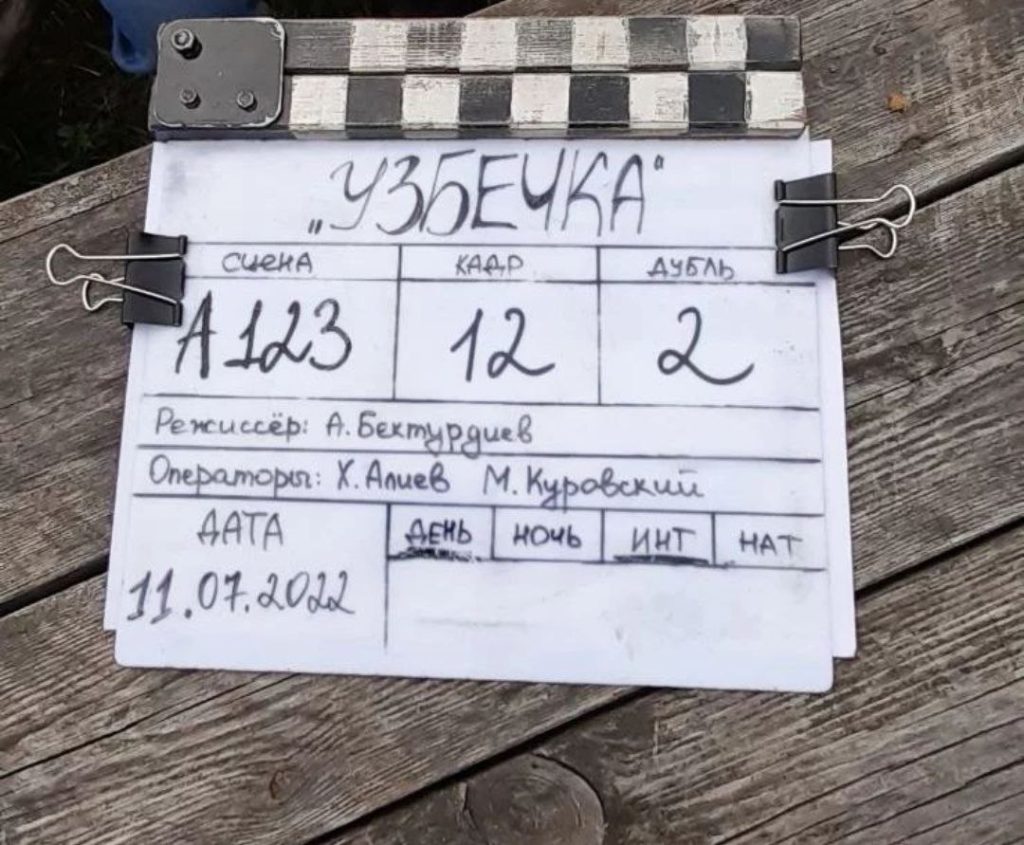 „УЗБЕЧКА“
СЦЕНА КАДР ДУБЛЬ
А123 12 2
Режиссёр: А. Бектурдиев
Операторы: Х. Алиев М. Куровский
ДАТА ДЕНЬ НОЧЬ ИНТ НАТ
11.07.2022